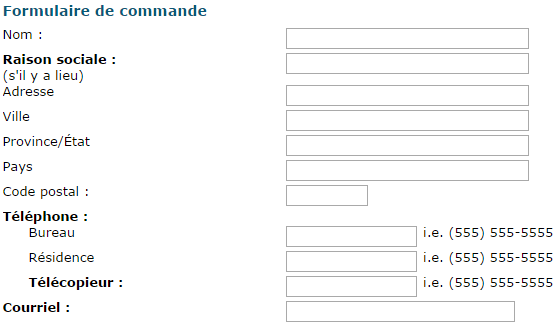 Formulaire de commande
Nom :
Raison sociale :
(s'il y a lieu)
Adresse
Ville
Province/État
Pays
Code postal :
Téléphone :
Bureau i.e. (555) 555-5555
Résidence i.e. (555) 555-5555
Télécopieur : i.e. (555) 555-5555
Courriel :